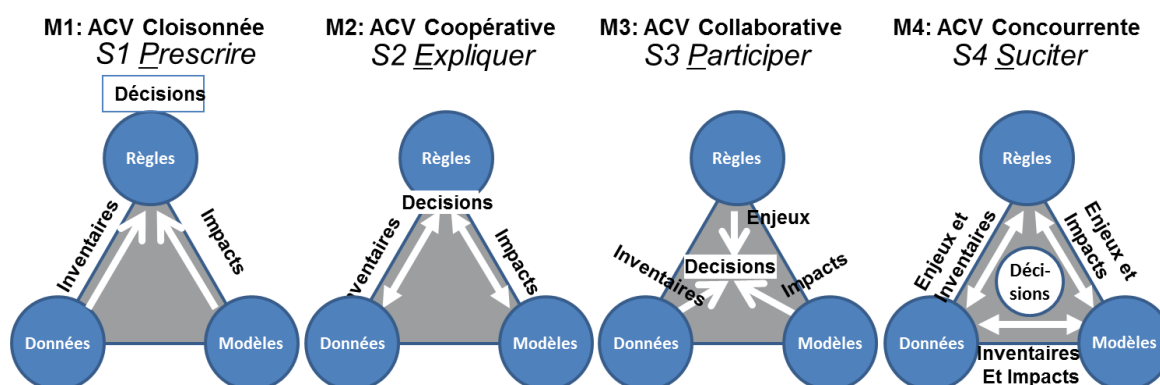 M1: ACV Cloisonnée
S1 Prescrire
Décisions
Règles
Inventaires
Impacts
Données
Modèles
M2: ACV Coopérative
S2 Expliquer
Règles
Decisions
Inventaires
Impacts
Données
Modèles
M3: ACV Collaborative
S3 Participer
Règles
Enjeux
Decisions
Inventaires
Impacts
Données
Modèles
M4: ACV Concourrente
S4 Suciter
Règles
Enjeux et
Inventaires
Enjeux et
Impacts
Déci-
sions
Données
Modèles
Inventaires
Et Impacts